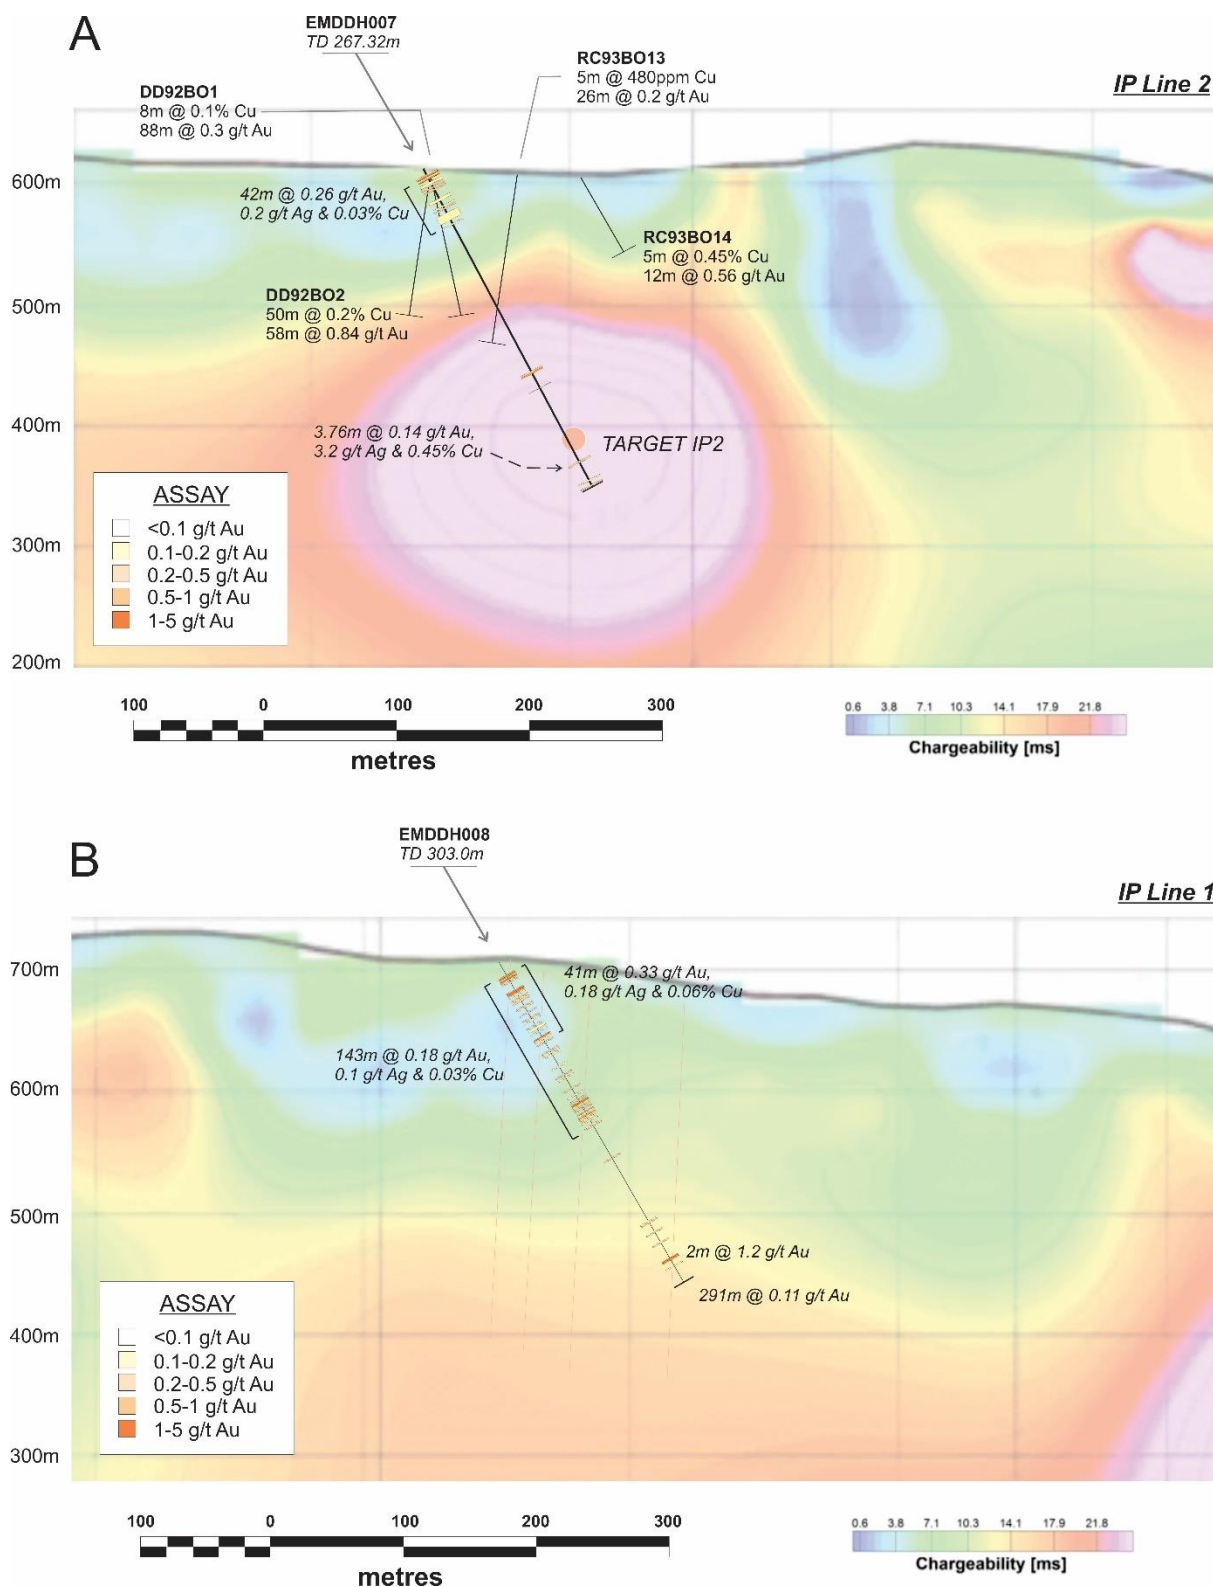 A
EMDDH007
TD 267.32m
RC93BO13
5m @ 480ppm Cu
26m @ 0.2 g/t Au
IP Line 2
DD92BO1
8m @ 0.1% Cu
88m @ 0.3 g/t Au
600m
42m @ 0.26 g/t Au,
0.2 g/t Ag & 0.03% Cu
RC93BO14
5m @ 0.45% Cu
12m @ 0.56 g/t Au
DD92BO2
50m @ 0.2% Cu
58m @ 0.84 g/t Au
500m
400m
3.76m @ 0.14 g/t Au,
3.2 g/t Ag & 0.45% Cu
TARGET IP2
ASSAY
<0.1 g/t Au
0.1-0.2 g/t Au
0.2-0.5 g/t Au
0.5-1 g/t Au
1-5 g/t Au
300m
200m
100 0 100 200 300
metres
0.6 3.8 7.1 10.3 14.1 17.9 21.8
Chargeability [ms]
B
EMDDH008
TD 303.0m
IP Line 1
700m
41m @ 0.33 g/t Au,
0.18 g/t Ag & 0.06% Cu
143m @ 0.18 g/t Au,
0.1 g/t Ag & 0.03% Cu
600m
500m
2m @ 1.2 g/t Au
291m @ 0.11 g/t Au
ASSAY
<0.1 g/t Au
0.1-0.2 g/t Au
0.2-0.5 g/t Au
0.5-1 g/t Au
1-5 g/t Au
400m
300m
100 0 100 200 300
metres
0.6 3.8 7.1 10.3 14.1 17.9 21.8
Chargeability [ms]